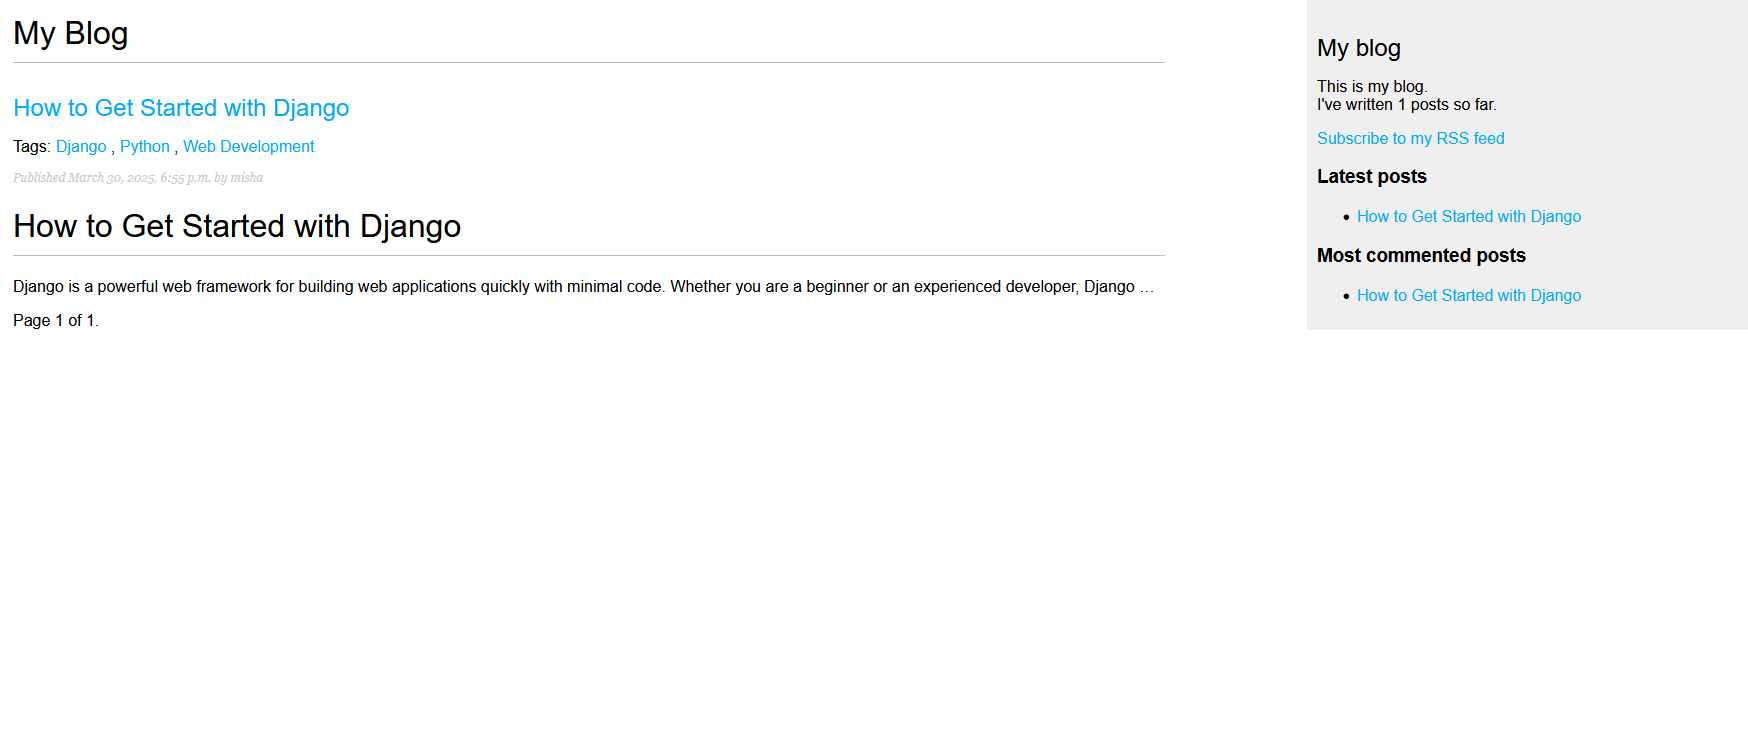 My Blog
How to Get Started with Django
Tags: Django , Python , Web Development
Published March 30, 2025, 6:55 p.m. by misha
How to Get Started with Django
Django is a powerful web framework for building web applications quickly with minimal code. Whether you are a beginner or an experienced developer, Django …
Page 1 of 1.
My blog
This is my blog.
I've written 1 posts so far.
Subscribe to my RSS feed
Latest posts
• How to Get Started with Django
Most commented posts
• How to Get Started with Django